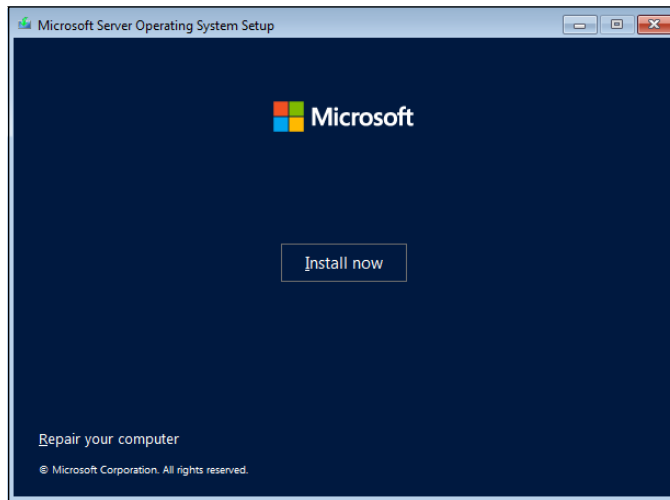 Microsoft Server Operating System Setup
Microsoft
Install now
Repair your computer
© Microsoft Corporation. All rights reserved.